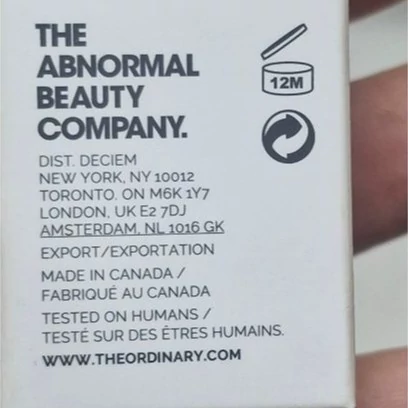 THE
ABNORMAL
BEAUTY
COMPANY.
12M
DIST. DECIEM
NEW YORK, NY 10012
TORONTO. ON M6K 1Y7
LONDON, UK E2 7DJ
AMSTERDAM, NL 1016 GK
EXPORT/EXPORTATION
MADE IN CANADA /
FABRIQUÉ AU CANADA
TESTED ON HUMANS /
TESTÉ SUR DES ÊTRES HUMAINS.
WWW.THEORDINARY.COM